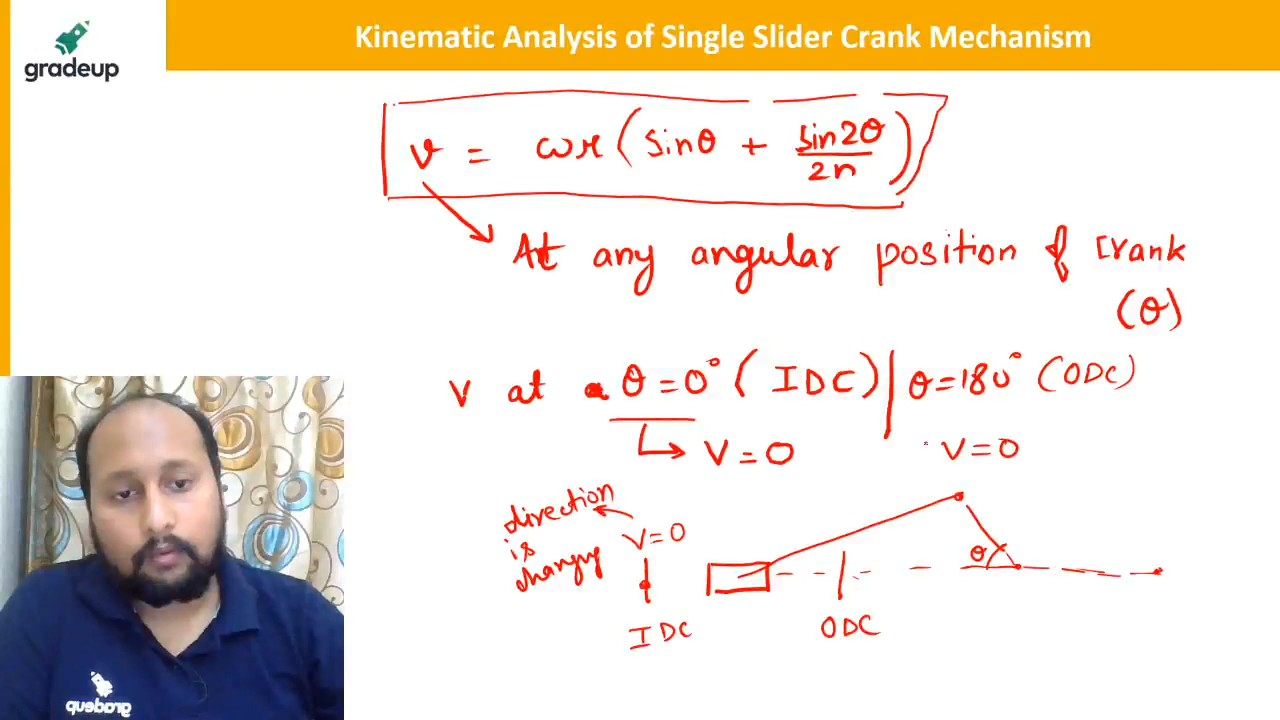 gradeup
Kinematic Analysis of Single Slider Crank Mechanism
v = ωr (sinθ + sin2θ/2n)
At any angular position of Crank
(θ)
V at θ = 0° (IDC) | θ = 180° (ODC)
V = 0
V = 0
direction
is
changing
V = 0
θ
IDC
ODC
gradeup